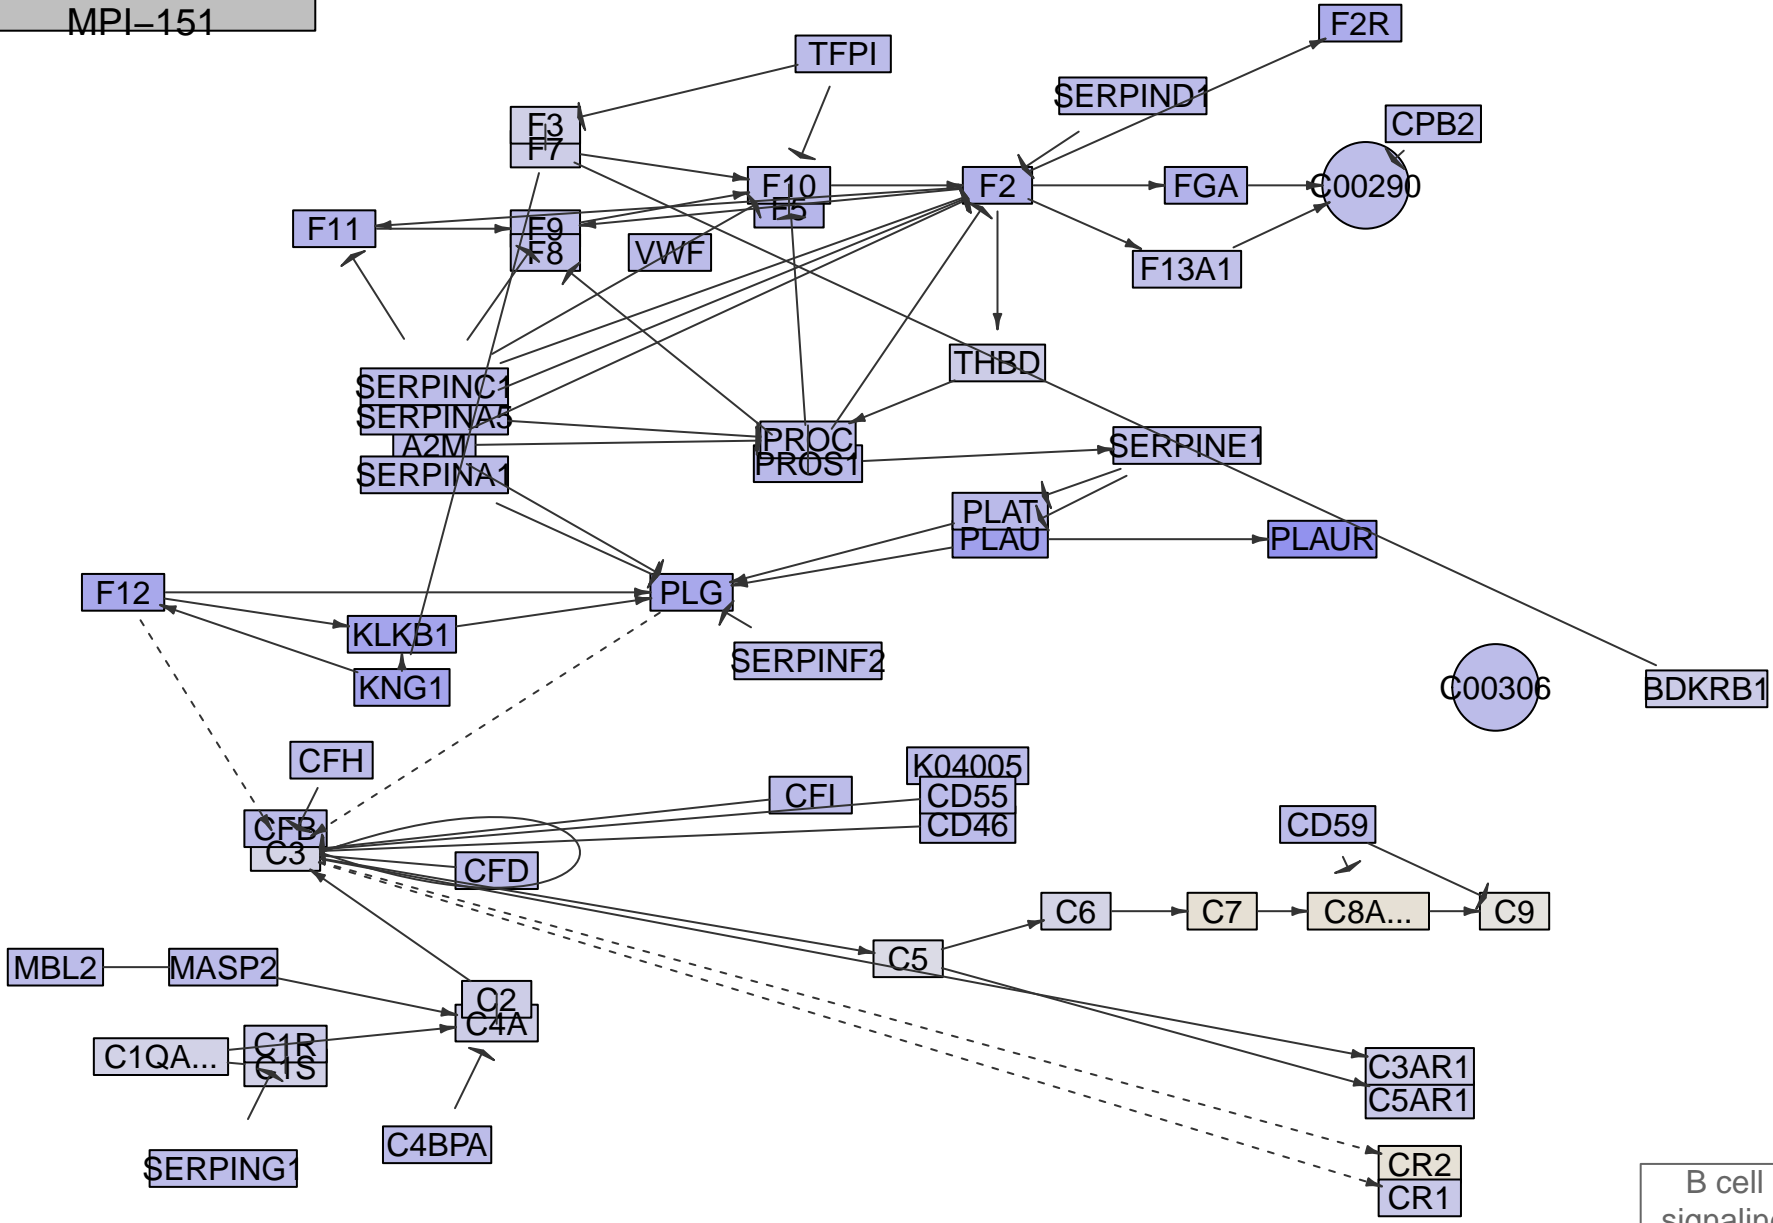 MPI–151
F2R
TFPI
SERPIND1
CPB2
F3
F7
F10
F5
F2
FGA
C00290
F11
F9
F8
VWF
F13A1
THBD
SERPINC1
SERPINA5
A2M
SERPINA1
PROC
PROS1
SERPINE1
PLAT
PLAU
PLAUR
F12
PLG
KLKB1
KNG1
SERPINF2
C00306
BDKRB1
CFH
K04005
CFI
CD55
CD46
CFB
C3
CFD
CD59
C6
C7
C8A...
C9
C5
MBL2
MASP2
C2
C4A
C1QA...
C1R
C1S
C3AR1
C5AR1
C4BPA
SERPING1
CR2
CR1
B cell
signaling